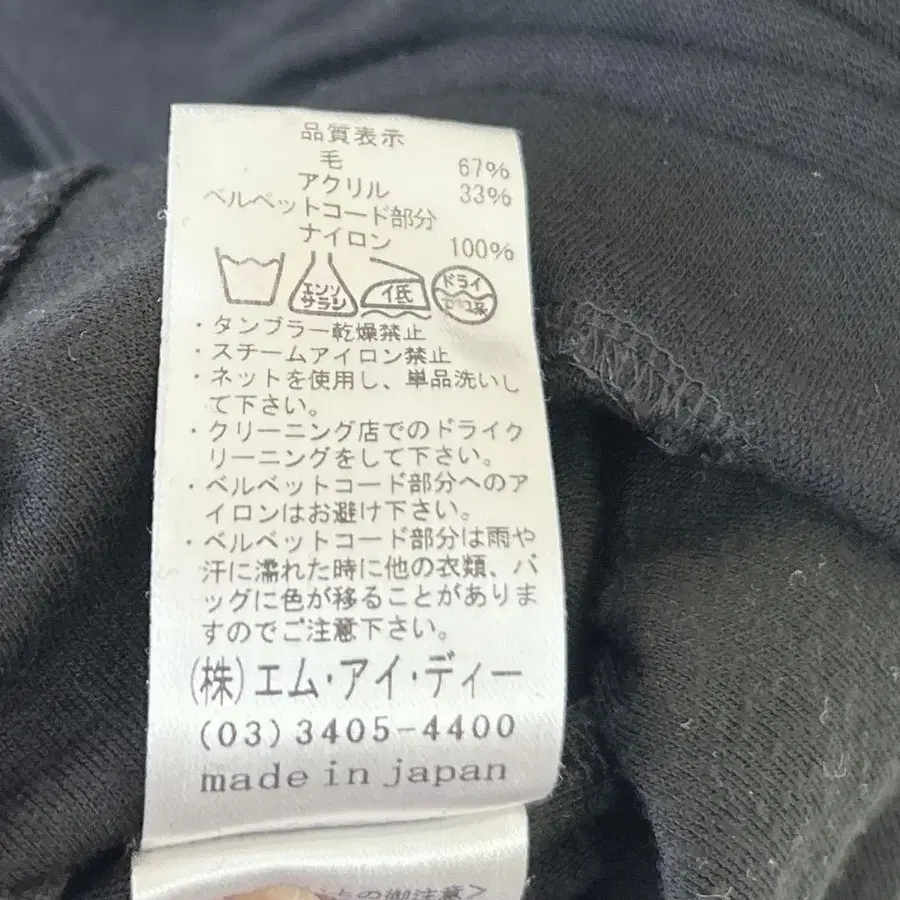 品質表示
毛 67%
アクリル 33%
ベルベットコード部分
ナイロン 100%
エンソ
サラシ
イ氏
ドライ
・タンブラー乾燥禁止
・スチームアイロン禁止
・ネットを使用し、単品洗いし
て下さい。
・クリーニング店でのドライク
リーニングをして下さい。
・ベルベットコード部分へのア
イロンはお避け下さい。
・ベルベットコード部分は雨や
汗に濡れた時に他の衣類、バ
ッグに色が移ることがありま
すのでご注意下さい。
(株)エム・アイ・ディー
(03)3405-4400
made in japan
の御注意>